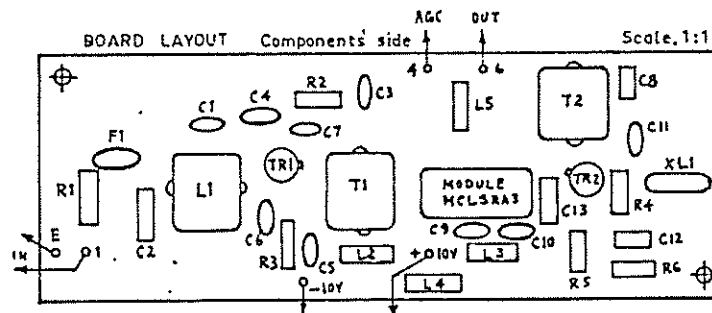 AGC OUT
BOARD LAYOUT Components' side Scale. 1:1
4 6
R2 C3 L5 T2 C8
C1 C4 C7 C11
F1 TR1
R1 L1 T1 MODULE MCLSRA3 TR2 XL1
C2 C6 C9 C10 C13 R4
E 1 R3 C5 L2 +10V L3 R5 C12
IN -10V L4 R6